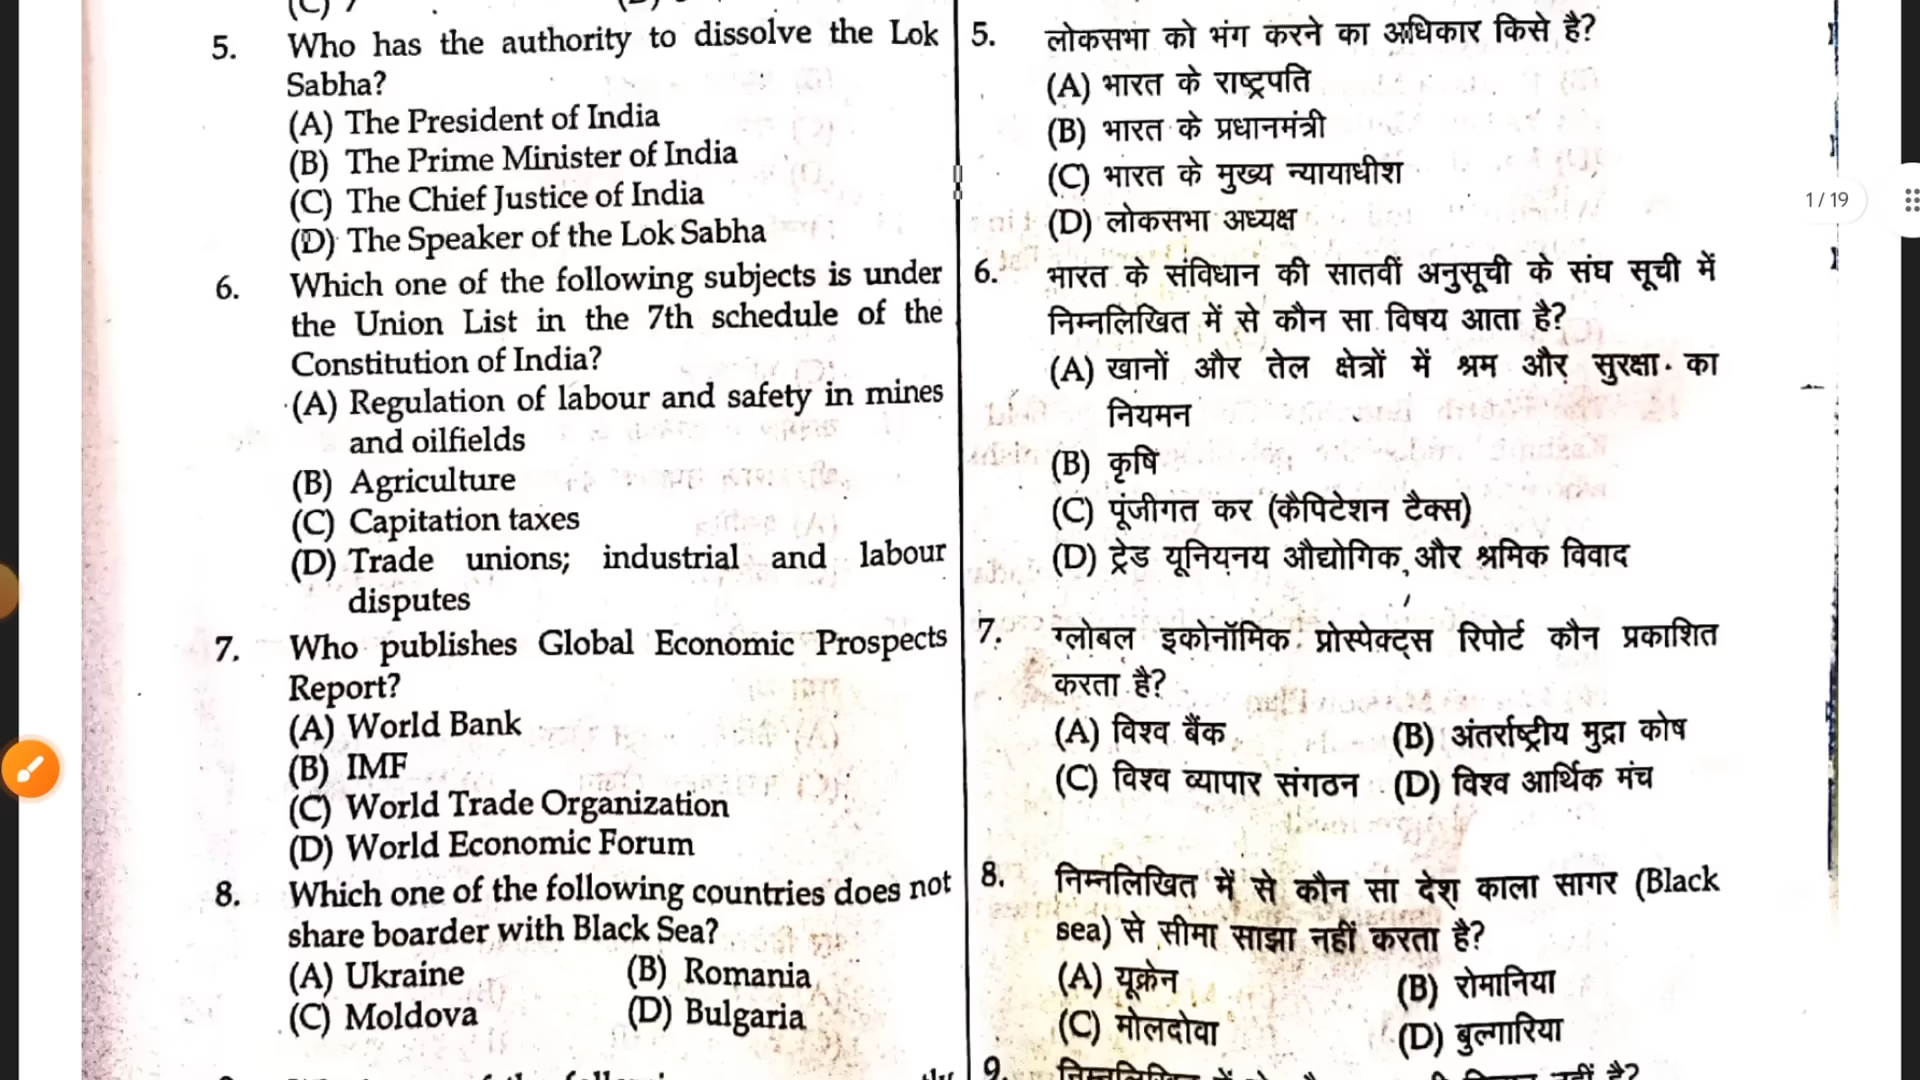 5. Who has the authority to dissolve the Lok
Sabha?
(A) The President of India
(B) The Prime Minister of India
(C) The Chief Justice of India
(D) The Speaker of the Lok Sabha
6. Which one of the following subjects is under
the Union List in the 7th schedule of the
Constitution of India?
(A) Regulation of labour and safety in mines
and oilfields
(B) Agriculture
(C) Capitation taxes
(D) Trade unions; industrial and labour
disputes
7. Who publishes Global Economic Prospects
Report?
(A) World Bank
(B) IMF
(C) World Trade Organization
(D) World Economic Forum
8. Which one of the following countries does not
share boarder with Black Sea?
(A) Ukraine (B) Romania
(C) Moldova (D) Bulgaria
5. लोकसभा को भंग करने का अधिकार किसे है?
(A) भारत के राष्ट्रपति
(B) भारत के प्रधानमंत्री
(C) भारत के मुख्य न्यायाधीश
(D) लोकसभा अध्यक्ष
6. भारत के संविधान की सातवीं अनुसूची के संघ सूची में
निम्नलिखित में से कौन सा विषय आता है?
(A) खानों और तेल क्षेत्रों में श्रम और सुरक्षा का
नियमन
(B) कृषि
(C) पूंजीगत कर (कैपिटेशन टैक्स)
(D) ट्रेड यूनियनय औद्योगिक और श्रमिक विवाद
7. ग्लोबल इकोनॉमिक प्रोस्पेक्ट्स रिपोर्ट कौन प्रकाशित
करता है?
(A) विश्व बैंक (B) अंतर्राष्ट्रीय मुद्रा कोष
(C) विश्व व्यापार संगठन (D) विश्व आर्थिक मंच
8. निम्नलिखित में से कौन सा देश काला सागर (Black
sea) से सीमा साझा नहीं करता है?
(A) यूक्रेन (B) रोमानिया
(C) मोलदोवा (D) बुल्गारिया
9.
1/19